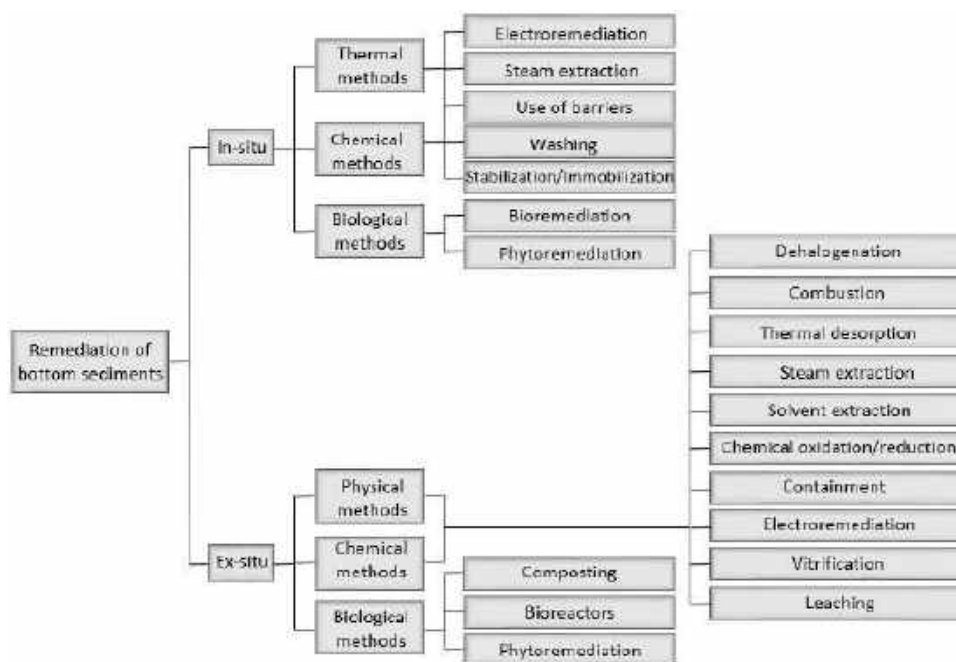 Electroremediation
Thermal
methods
Steam extraction
Use of barriers
In-situ
Chemical
methods
Washing
Stabilization/Immobilization
Biological
methods
Bioremediation
Phytoremediation
Dehalogenation
Combustion
Thermal desorption
Remediation of
bottom sediments
Steam extraction
Solvent extraction
Chemical oxidation/reduction
Physical
methods
Containment
Electroremediation
Ex-situ
Chemical
methods
Composting
Vitrification
Biological
methods
Bioreactors
Leaching
Phytoremediation